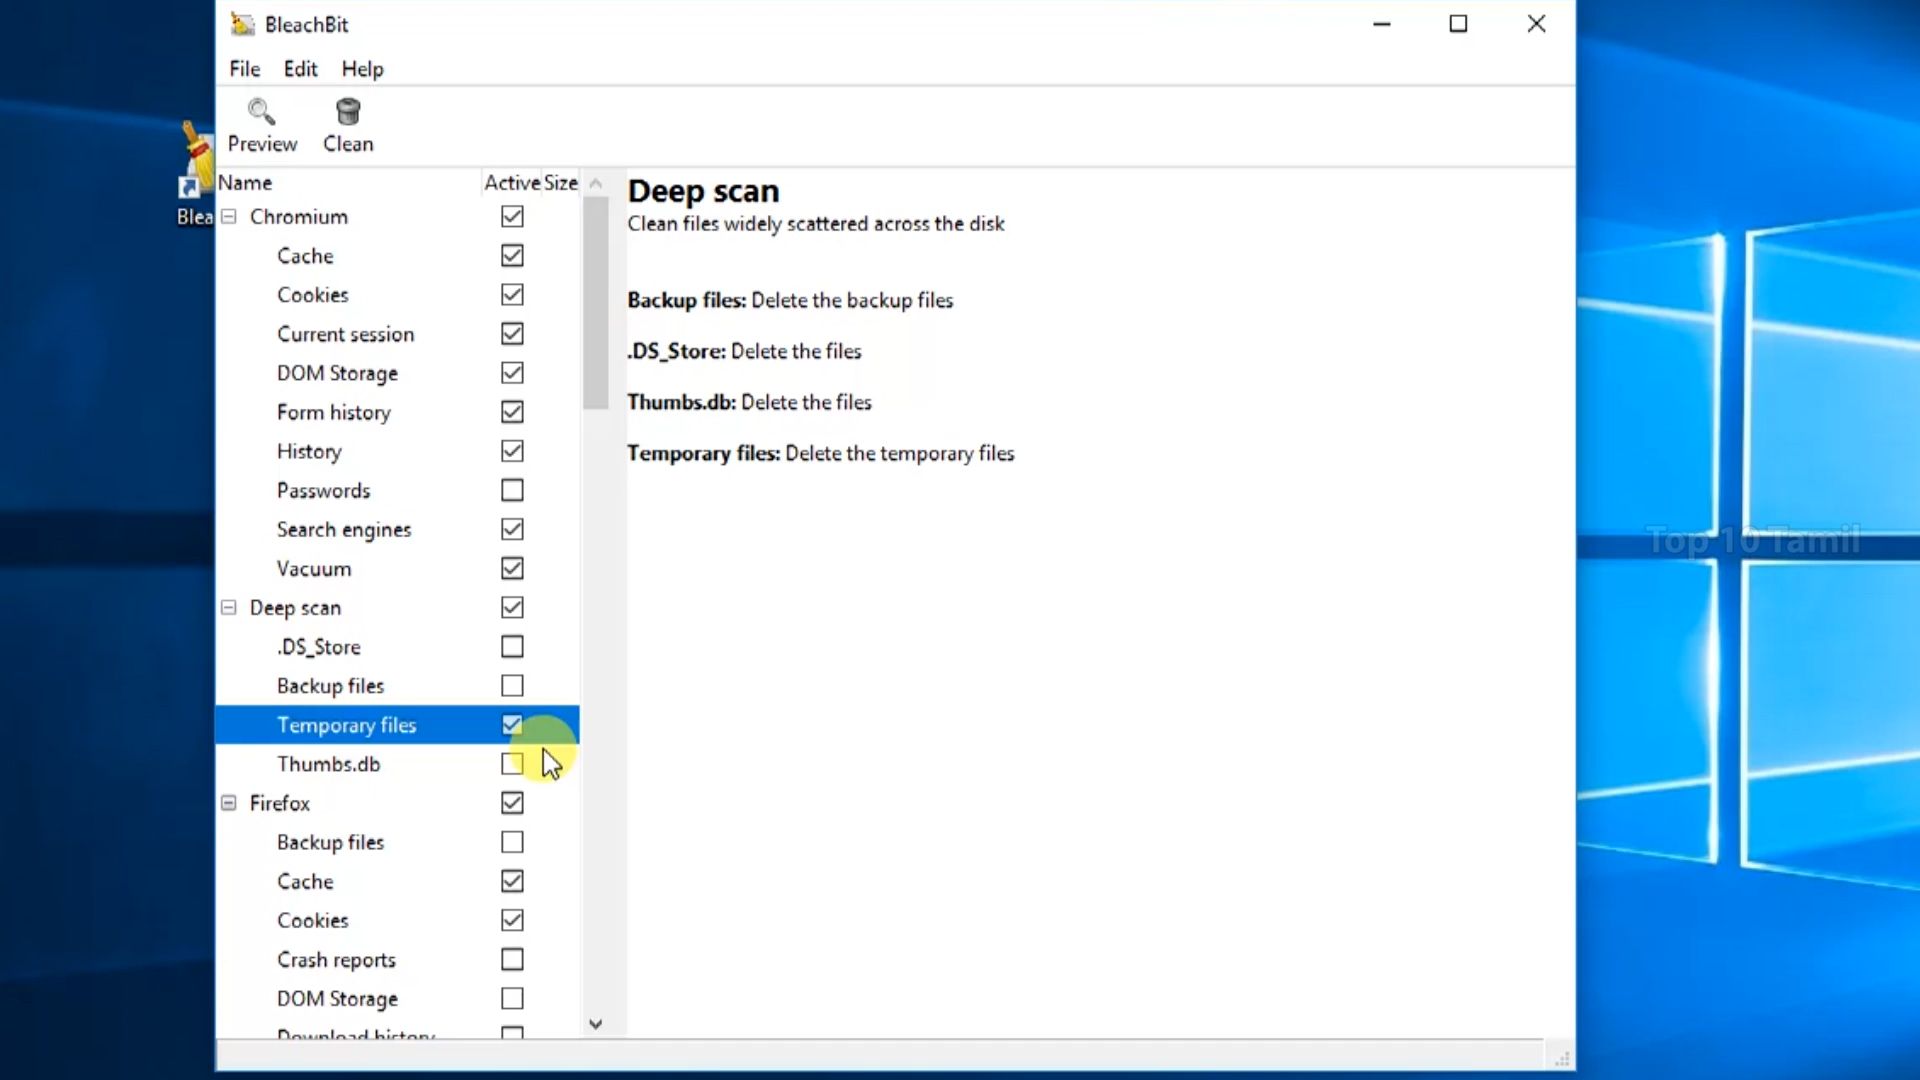 BleachBit
File Edit Help
Preview Clean
Name Active Size
Chromium
Cache
Cookies
Current session
DOM Storage
Form history
History
Passwords
Search engines
Vacuum
Deep scan
.DS_Store
Backup files
Temporary files
Thumbs.db
Firefox
Backup files
Cache
Cookies
Crash reports
DOM Storage
Download history
Deep scan
Clean files widely scattered across the disk
Backup files: Delete the backup files
.DS_Store: Delete the files
Thumbs.db: Delete the files
Temporary files: Delete the temporary files
Blea
Top 10 Tamil